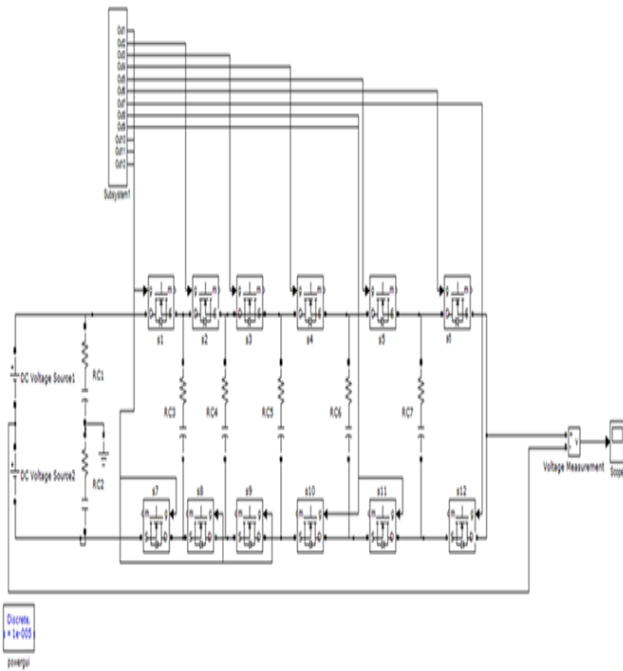 Out1
Out2
Out3
Out4
Out5
Out6
Out7
Out8
Out9
Out10
Out11
Out12
Subsystem1
s1
s2
s3
s4
s5
s6
DC Voltage Source1
RC1
RC3
RC4
RC5
RC6
RC7
DC Voltage Source2
RC2
Voltage Measurement
Scope
s7
s8
s9
s10
s11
s12
Discrete,
= 1e-005
powergui